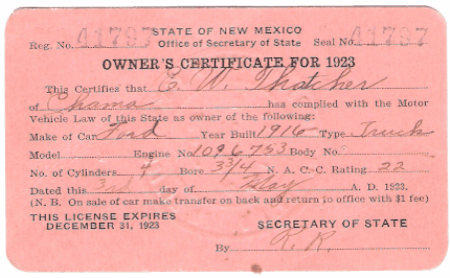 STATE OF NEW MEXICO
Reg. No. 41797 Office of Secretary of State Seal No. 41797
OWNER'S CERTIFICATE FOR 1923
This Certifies that E. W. Thatcher
of Chama has complied with the Motor
Vehicle Law of this State as owner of the following:
Make of Car Ford Year Built 1916 Type Truck
Model Engine No. 1096753 Body No.
No. of Cylinders 4 Bore 3 3/4 N. A. C.-C. Rating 22
Dated this 3rd day of May A. D. 1923.
(N. B. On sale of car make transfer on back and return to office with $1 fee)
THIS LICENSE EXPIRES
DECEMBER 31, 1923
SECRETARY OF STATE
By R. R.